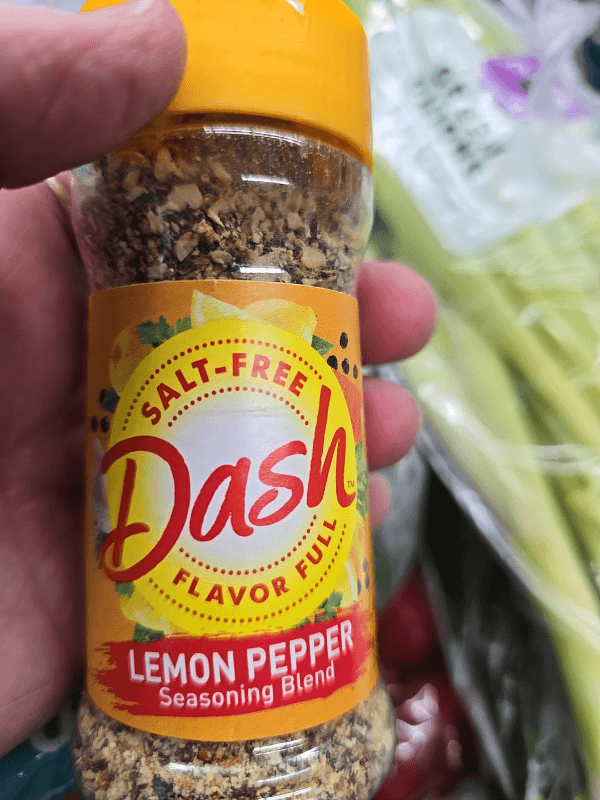 SALT-FREE
Dash™
FLAVOR FULL
LEMON PEPPER
Seasoning Blend